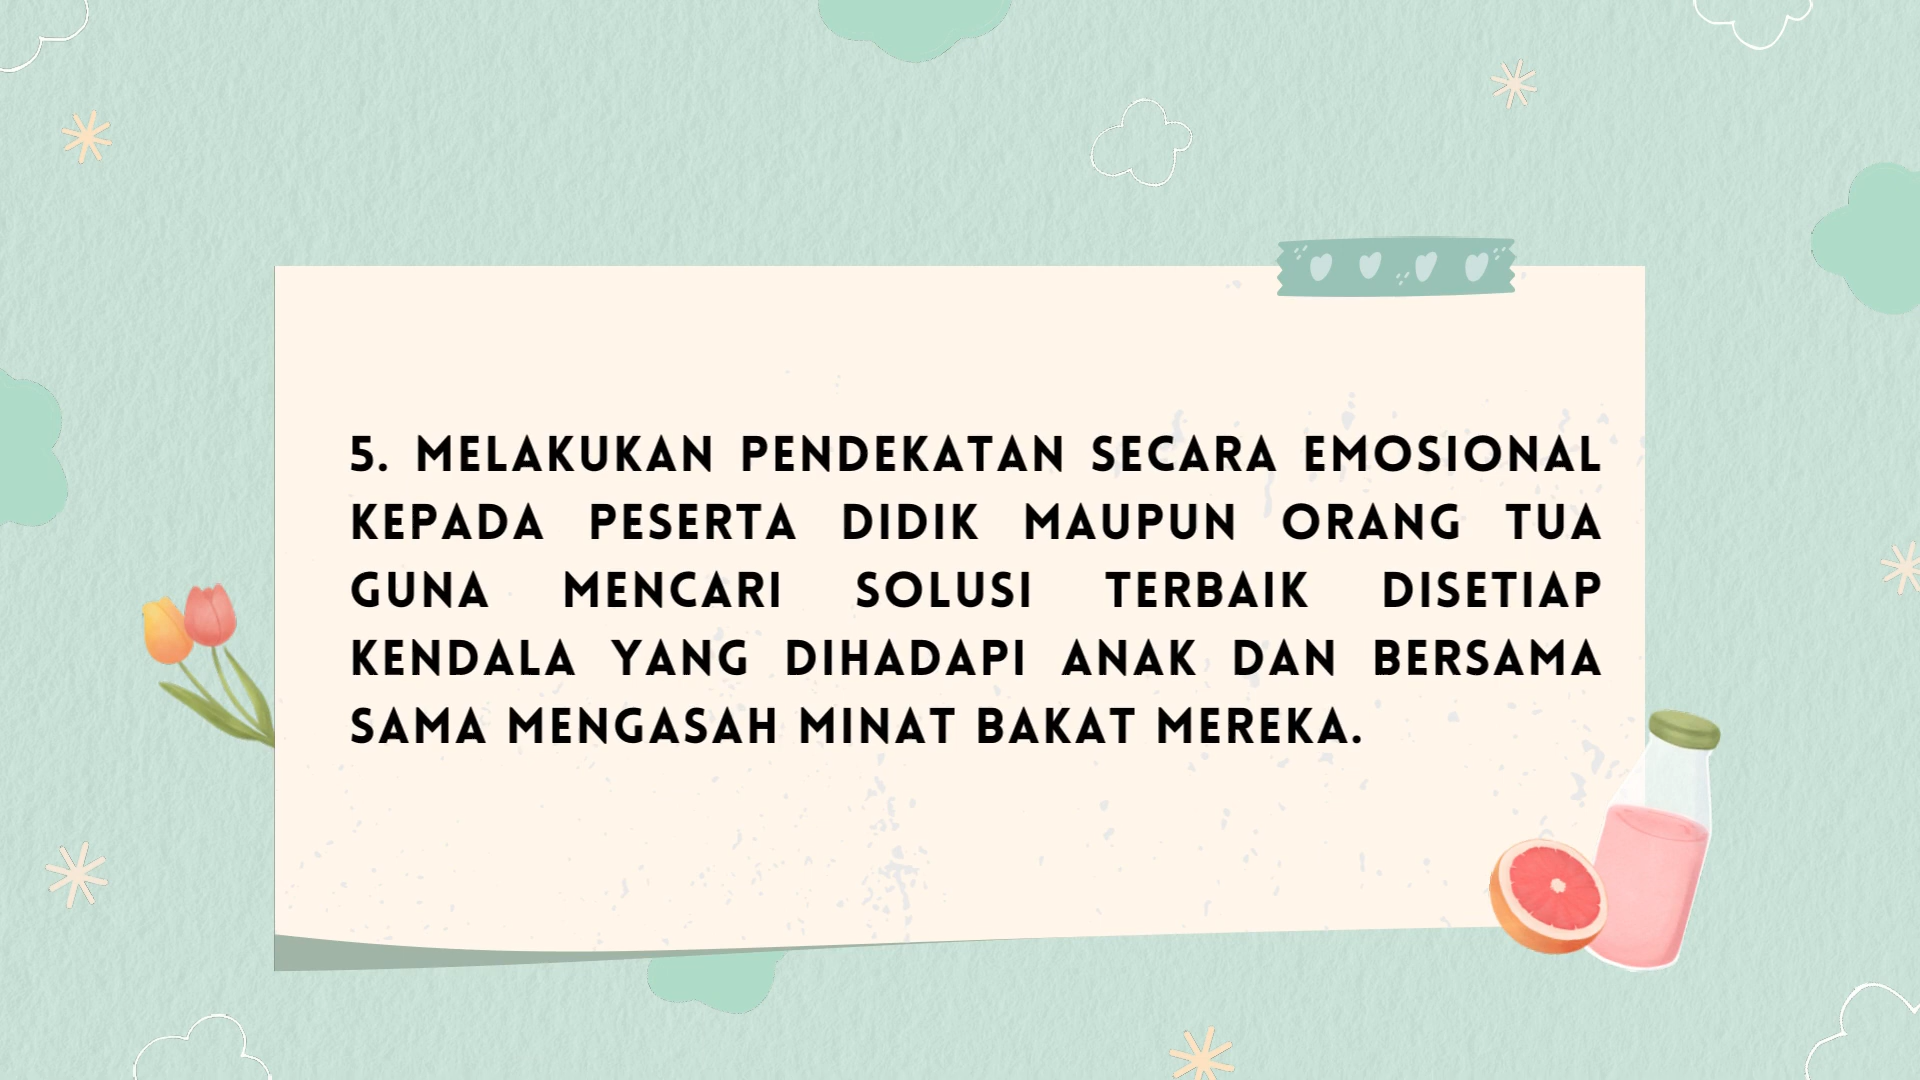 5. MELAKUKAN PENDEKATAN SECARA EMOSIONAL
KEPADA PESERTA DIDIK MAUPUN ORANG TUA
GUNA MENCARI SOLUSI TERBAIK DISETIAP
KENDALA YANG DIHADAPI ANAK DAN BERSAMA
SAMA MENGASAH MINAT BAKAT MEREKA.